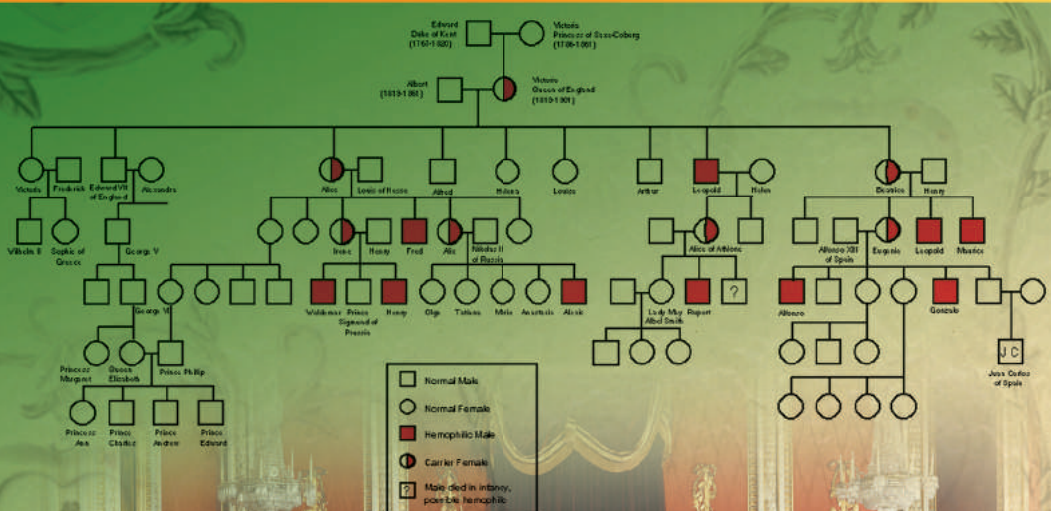 Edward
Duke of Kent
(1767-1820)
Victoria
Princess of Saxe-Coburg
(1786-1861)
Albert
(1819-1861)
Victoria
Queen of England
(1819-1901)
Victoria
Frederick
Edward VII
of England
Alexandra
Alice
Louis of Hesse
Alfred
Helena
Louise
Arthur
Leopold
Helen
Beatrice
Henry
Wilhelm II
Sophie of
Greece
George V
Irene
Henry
Fred
Alix
Nikolas II
of Russia
Alice of Athlone
Alfonso XIII
of Spain
Eugenie
Leopold
Maurice
George VI
Waldemar
Prince
Sigmund of
Prussia
Henry
Olga
Tatiana
Maria
Anastasia
Alexis
Lady May
Abel Smith
Rupert
?
Alfonso
Gonzalo
Princess
Margaret
Queen
Elizabeth
Prince Phillip
J C
Juan Carlos
of Spain
Princess
Ann
Prince
Charles
Prince
Andrew
Prince
Edward
Normal Male
Normal Female
Hemophilic Male
Carrier Female
? Male died in infancy,
possible hemophilic